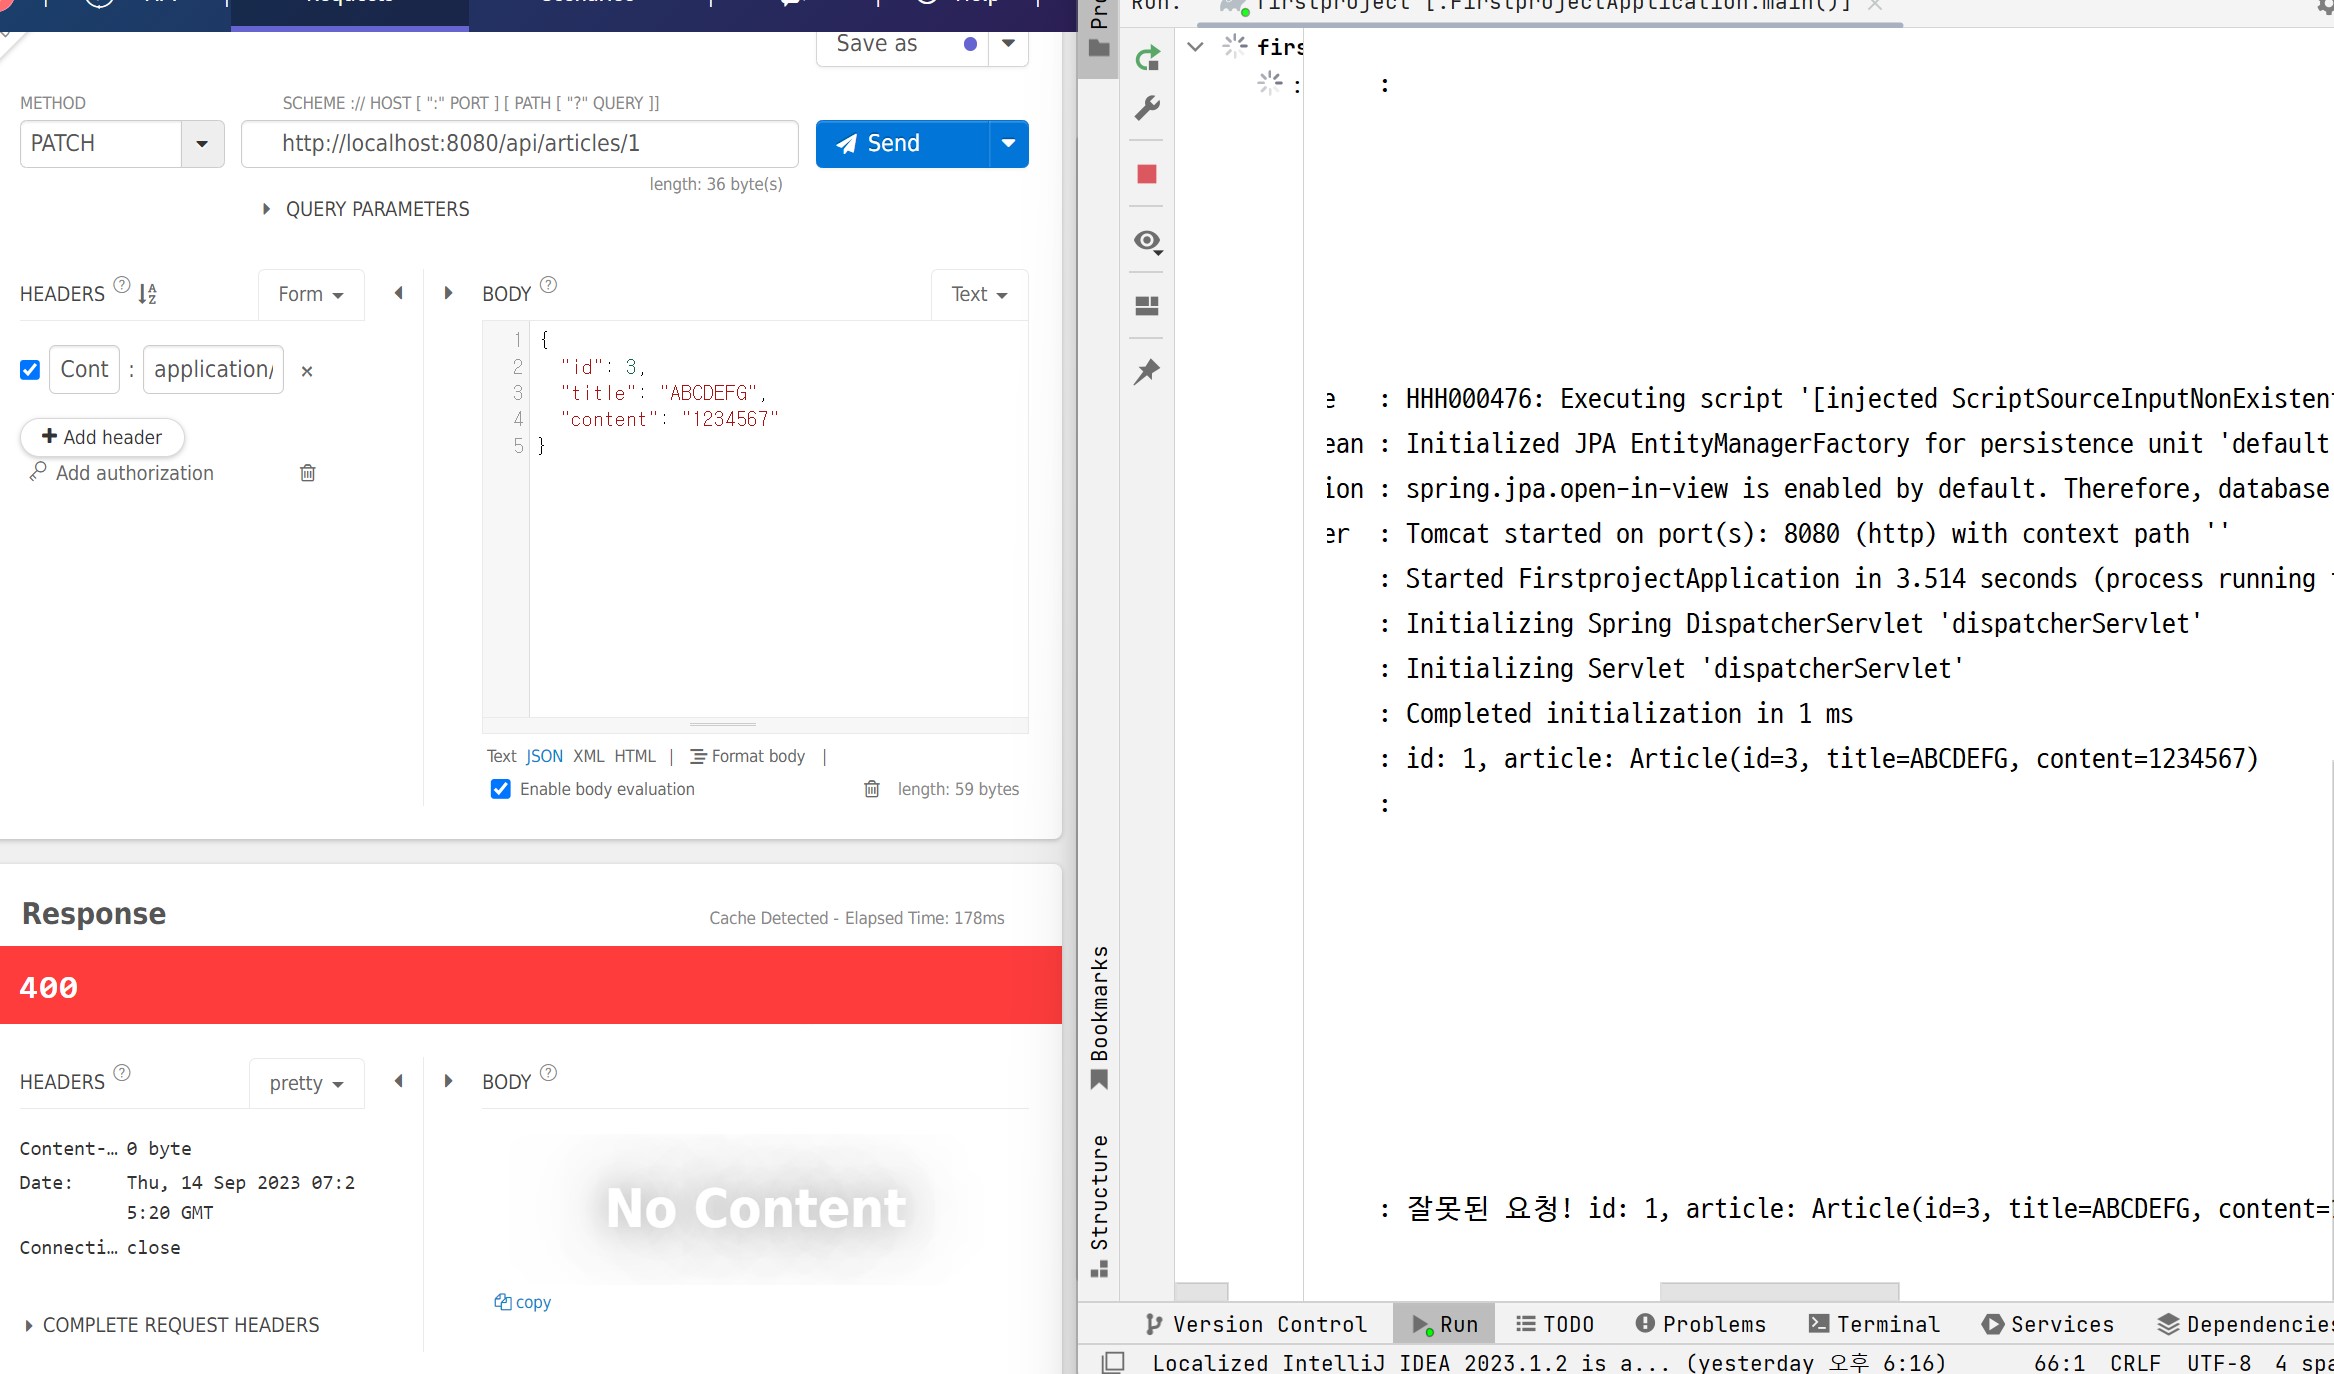 Save as
METHOD
SCHEME :// HOST [ ":" PORT ] [ PATH [ "?" QUERY ]]
PATCH
http://localhost:8080/api/articles/1
Send
length: 36 byte(s)
QUERY PARAMETERS
HEADERS ?
Form
BODY ?
Text
Cont : application/ ×
Add header
Add authorization
1 {
2 "id": 3,
3 "title": "ABCDEFG",
4 "content": "1234567"
5 }
Text JSON XML HTML | Format body |
Enable body evaluation
length: 59 bytes
Response
Cache Detected - Elapsed Time: 178ms
400
HEADERS ?
pretty
BODY ?
Content-... 0 byte
Date: Thu, 14 Sep 2023 07:2
5:20 GMT
Connecti... close
No Content
copy
COMPLETE REQUEST HEADERS
Run: firstproject [:FirstprojectApplication.main()] ×
firs
:
:
e : HHH000476: Executing script '[injected ScriptSourceInputNonExistent
ean : Initialized JPA EntityManagerFactory for persistence unit 'default
ion : spring.jpa.open-in-view is enabled by default. Therefore, database
er : Tomcat started on port(s): 8080 (http) with context path ''
: Started FirstprojectApplication in 3.514 seconds (process running
: Initializing Spring DispatcherServlet 'dispatcherServlet'
: Initializing Servlet 'dispatcherServlet'
: Completed initialization in 1 ms
: id: 1, article: Article(id=3, title=ABCDEFG, content=1234567)
:
: 잘못된 요청! id: 1, article: Article(id=3, title=ABCDEFG, content=
Bookmarks
Structure
Version Control Run TODO Problems Terminal Services Dependencies
Localized IntelliJ IDEA 2023.1.2 is a... (yesterday 오후 6:16) 66:1 CRLF UTF-8 4 spa